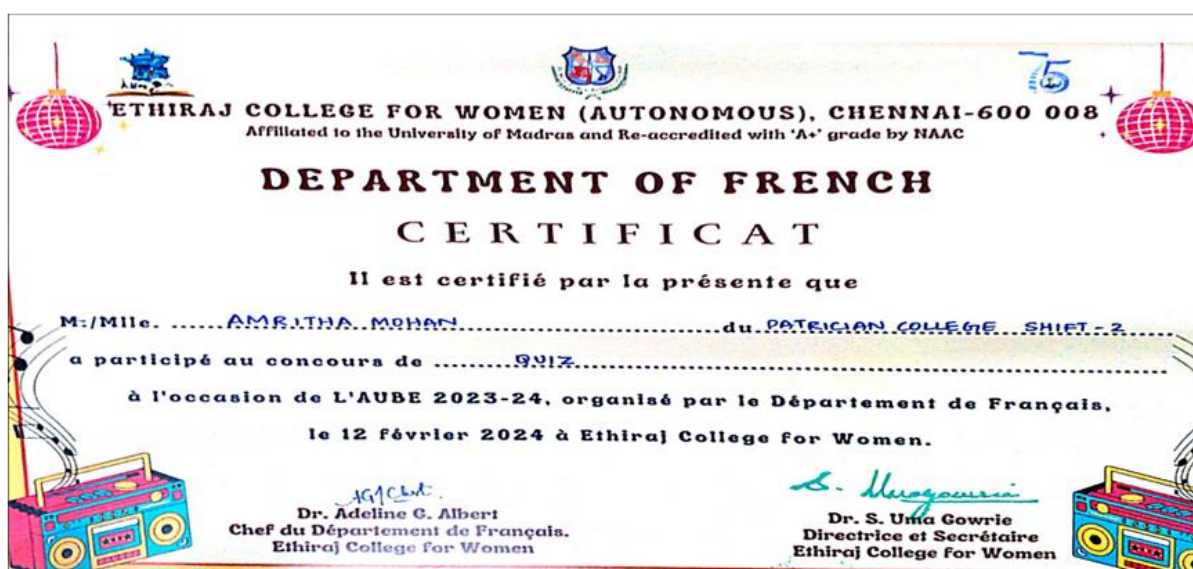 ETHIRAJ COLLEGE FOR WOMEN (AUTONOMOUS), CHENNAI-600 008
Affiliated to the University of Madras and Re-accredited with 'A+' grade by NAAC
DEPARTMENT OF FRENCH
CERTIFICAT
Il est certifié par la présente que
M./Mlle. AMRITHA MOHAN du PATRICIAN COLLEGE SHIFT-2
a participé au concours de QUIZ
à l'occasion de L'AUBE 2023-24, organisé par le Département de Français,
le 12 février 2024 à Ethiraj College for Women.
Dr. Adeline G. Albert
Chef du Département de Français.
Ethiraj College for Women
Dr. S. Uma Gowrie
Directrice et Secrétaire
Ethiraj College for Women